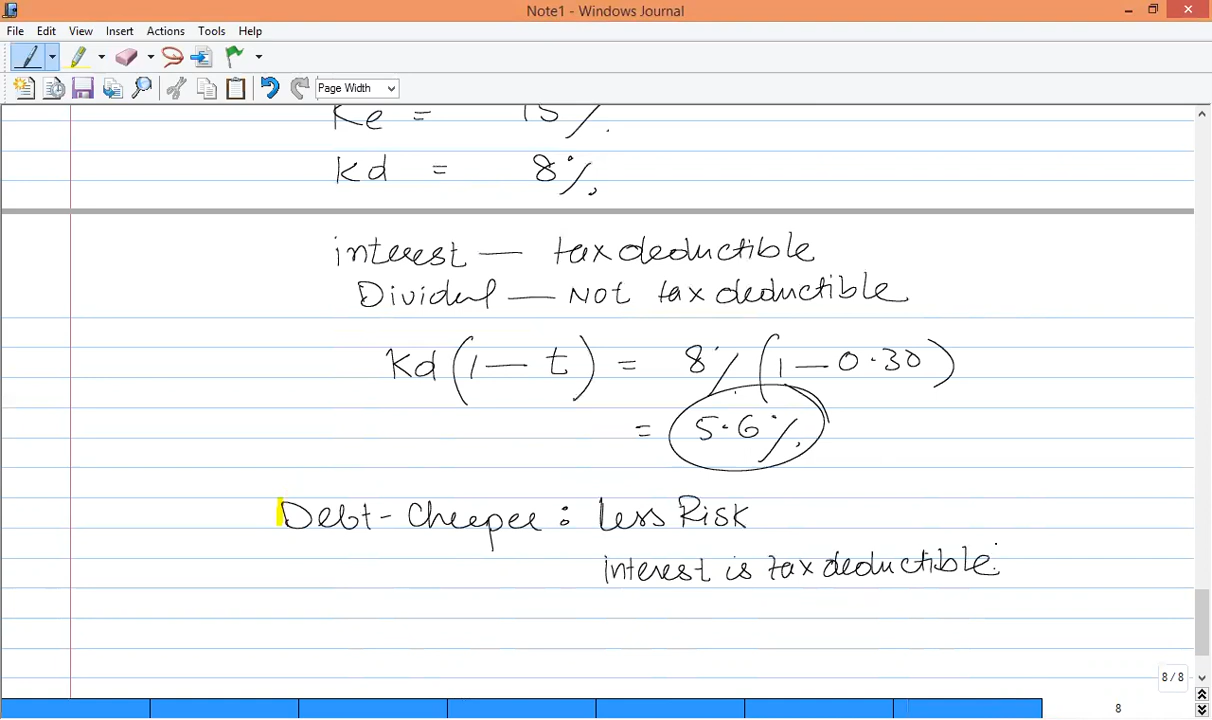 Note1 - Windows Journal
File Edit View Insert Actions Tools Help
Page Width
Ke = 15%.
Kd = 8%.
interest — tax deductible
Dividend — Not tax deductible
Kd (1 — t) = 8% (1 — 0.30)
= 5.6%.
Debt - Cheeper : less Risk
interest is tax deductible.
8 / 8
8